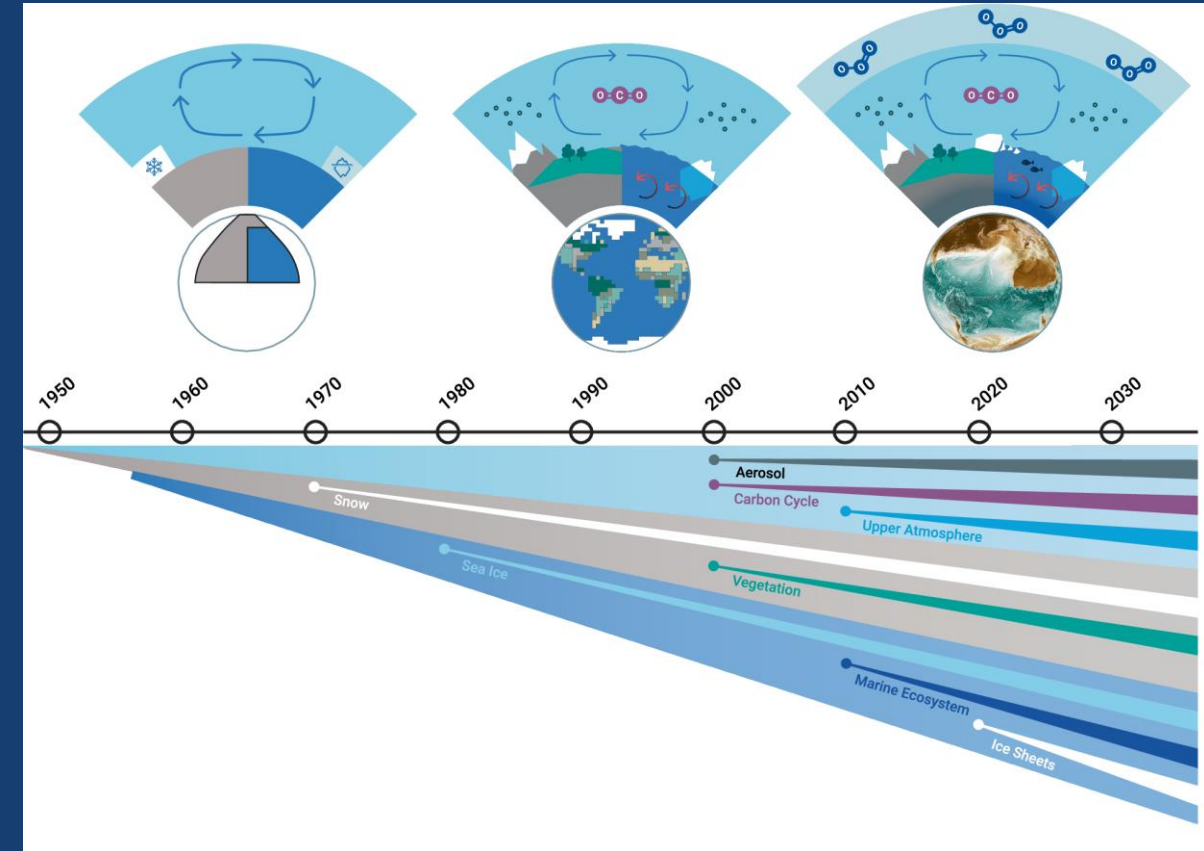 O
O
O
O
O
O
O
O
O
O=C=O
O=C=O
1950
1960
1970
1980
1990
2000
2010
2020
2030
Aerosol
Carbon Cycle
Snow
Upper Atmosphere
Sea Ice
Vegetation
Marine Ecosystem
Ice Sheets